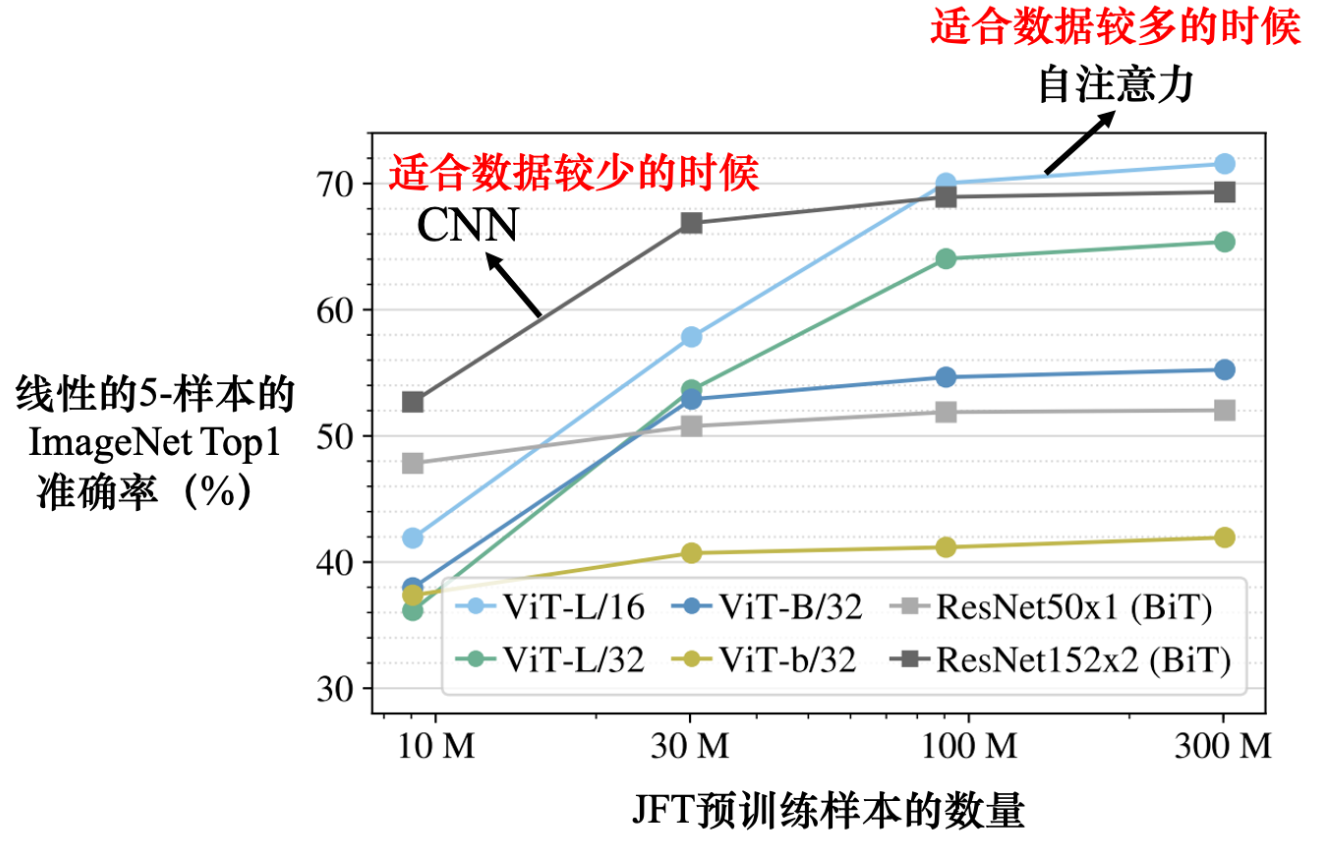 适合数据较多的时候
自注意力
适合数据较少的时候
CNN
70
60
50
40
30
线性的5-样本的
ImageNet Top1
准确率（%）
ViT-L/16 ViT-B/32 ResNet50x1 (BiT)
ViT-L/32 ViT-b/32 ResNet152x2 (BiT)
10 M 30 M 100 M 300 M
JFT预训练样本的数量